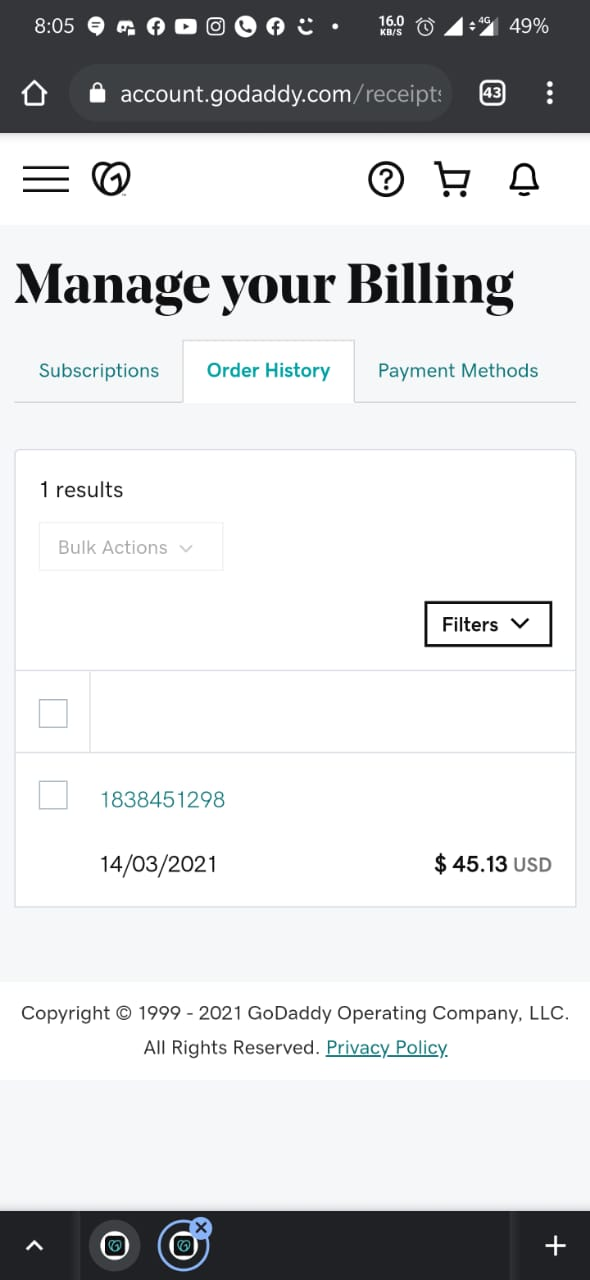 8:05 16.0 KB/S 4G 49%
account.godaddy.com/receipts 43
Manage your Billing
Subscriptions Order History Payment Methods
1 results
Bulk Actions
Filters
1838451298
14/03/2021 $ 45.13 USD
Copyright © 1999 - 2021 GoDaddy Operating Company, LLC.
All Rights Reserved. Privacy Policy